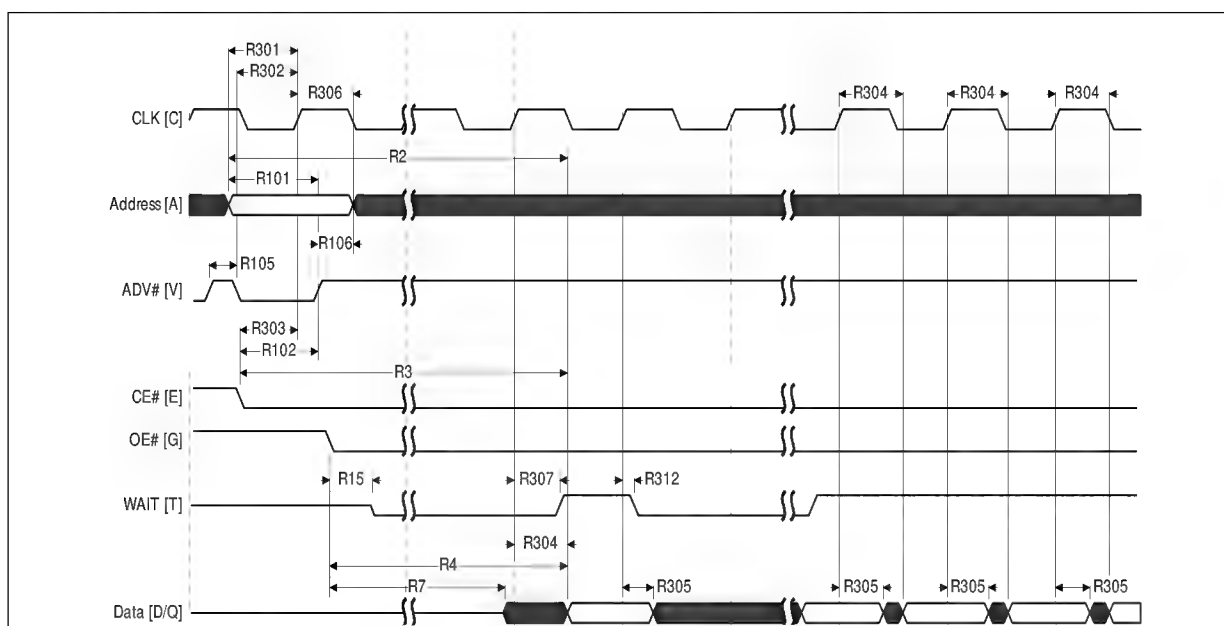 R301
R302
R306
R304 R304 R304
CLK [C]
R2
R101
Address [A]
R106
R105
ADV# [V]
R303
R102
R3
CE# [E]
OE# [G]
R15 R307 R312
WAIT [T]
R304
R4
R7 R305 R305 R305 R305
Data [D/Q]